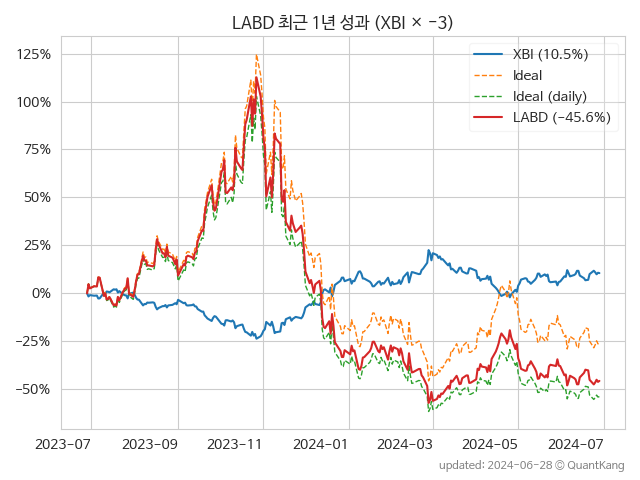 LABD 최근 1년 성과 (XBI × −3)
XBI (10.5%)
Ideal
Ideal (daily)
LABD (−45.6%)
125%
100%
75%
50%
25%
0%
−25%
−50%
2023-07 2023-09 2023-11 2024-01 2024-03 2024-05 2024-07
updated: 2024-06-28 © QuantKang